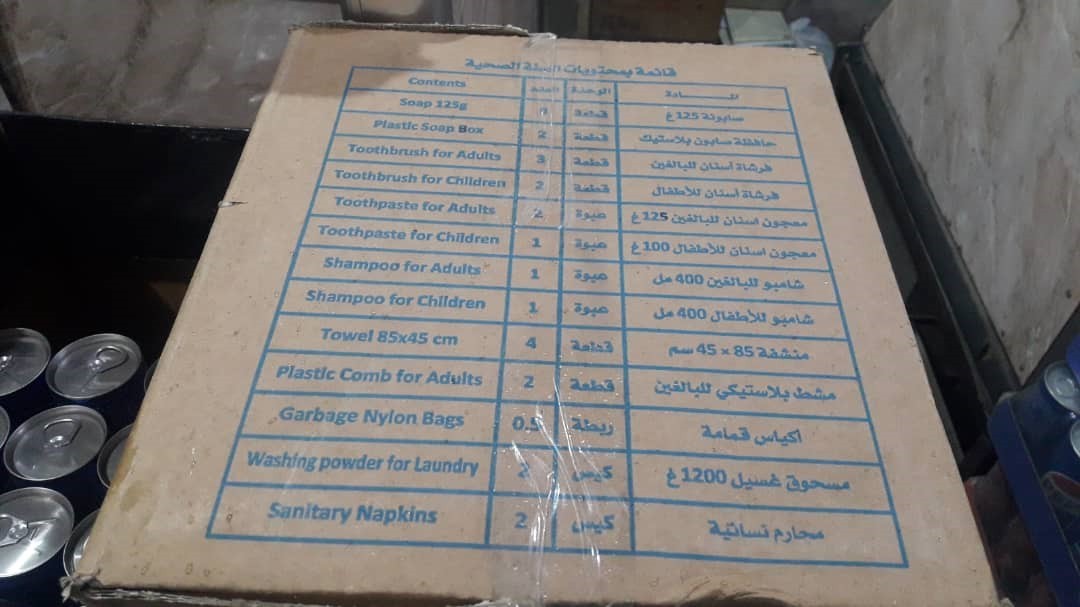 قائمة بمحتويات السلة الصحية
Contents العدد الوحدة المـــــادة
Soap 125g قطعة صابونة 125 غ
Plastic Soap Box 2 قطعة حافظة صابون بلاستيك
Toothbrush for Adults 3 قطعة فرشاة أسنان للبالغين
Toothbrush for Children 2 قطعة فرشاة أسنان للأطفال
Toothpaste for Adults 2 عبوة معجون اسنان للبالغين 125 غ
Toothpaste for Children 1 عبوة معجون اسنان للأطفال 100 غ
Shampoo for Adults 1 عبوة شامبو للبالغين 400 مل
Shampoo for Children 1 عبوة شامبو للأطفال 400 مل
Towel 85x45 cm 4 قطعة منشفة 85 × 45 سم
Plastic Comb for Adults 2 قطعة مشط بلاستيكي للبالغين
Garbage Nylon Bags 0.5 ربطة اكياس قمامة
Washing powder for Laundry 2 كيس مسحوق غسيل 1200 غ
Sanitary Napkins 2 كيس محارم نسائية